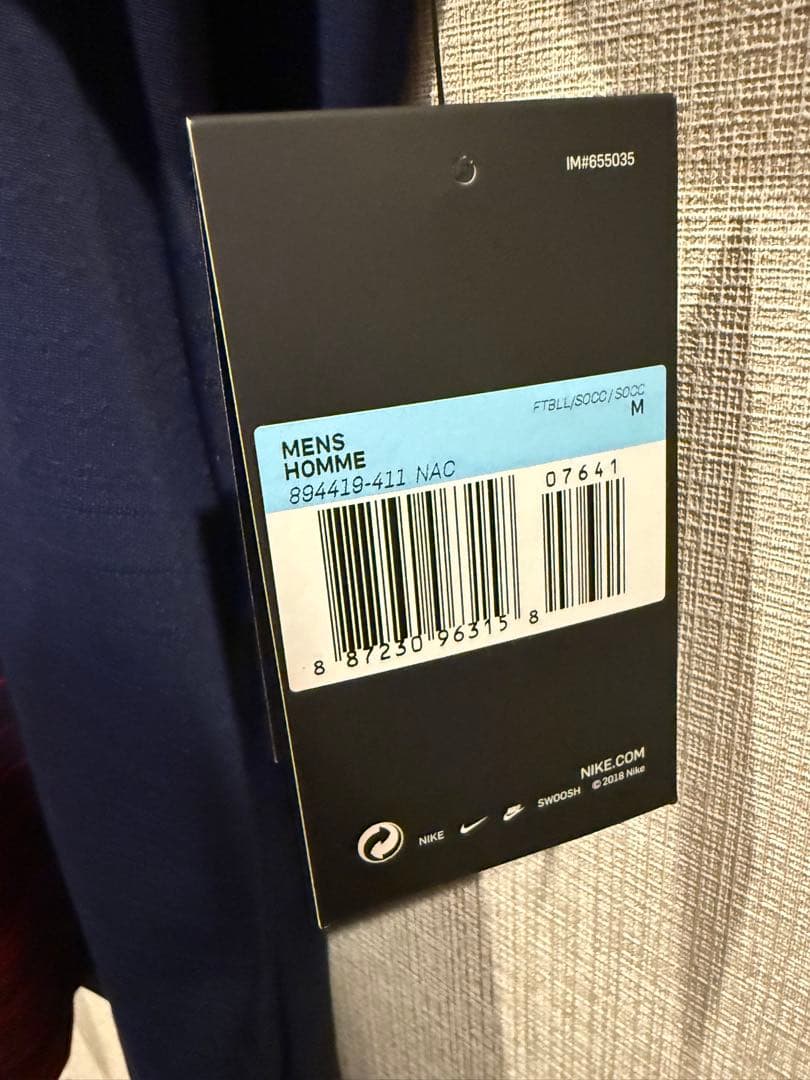 IM#655035
FTBLL/SOCC/SOCC
M
MENS
HOMME
894419-411 NAC
07641
8 87230 96315 8
NIKE.COM
©2018 Nike
NIKE SWOOSH